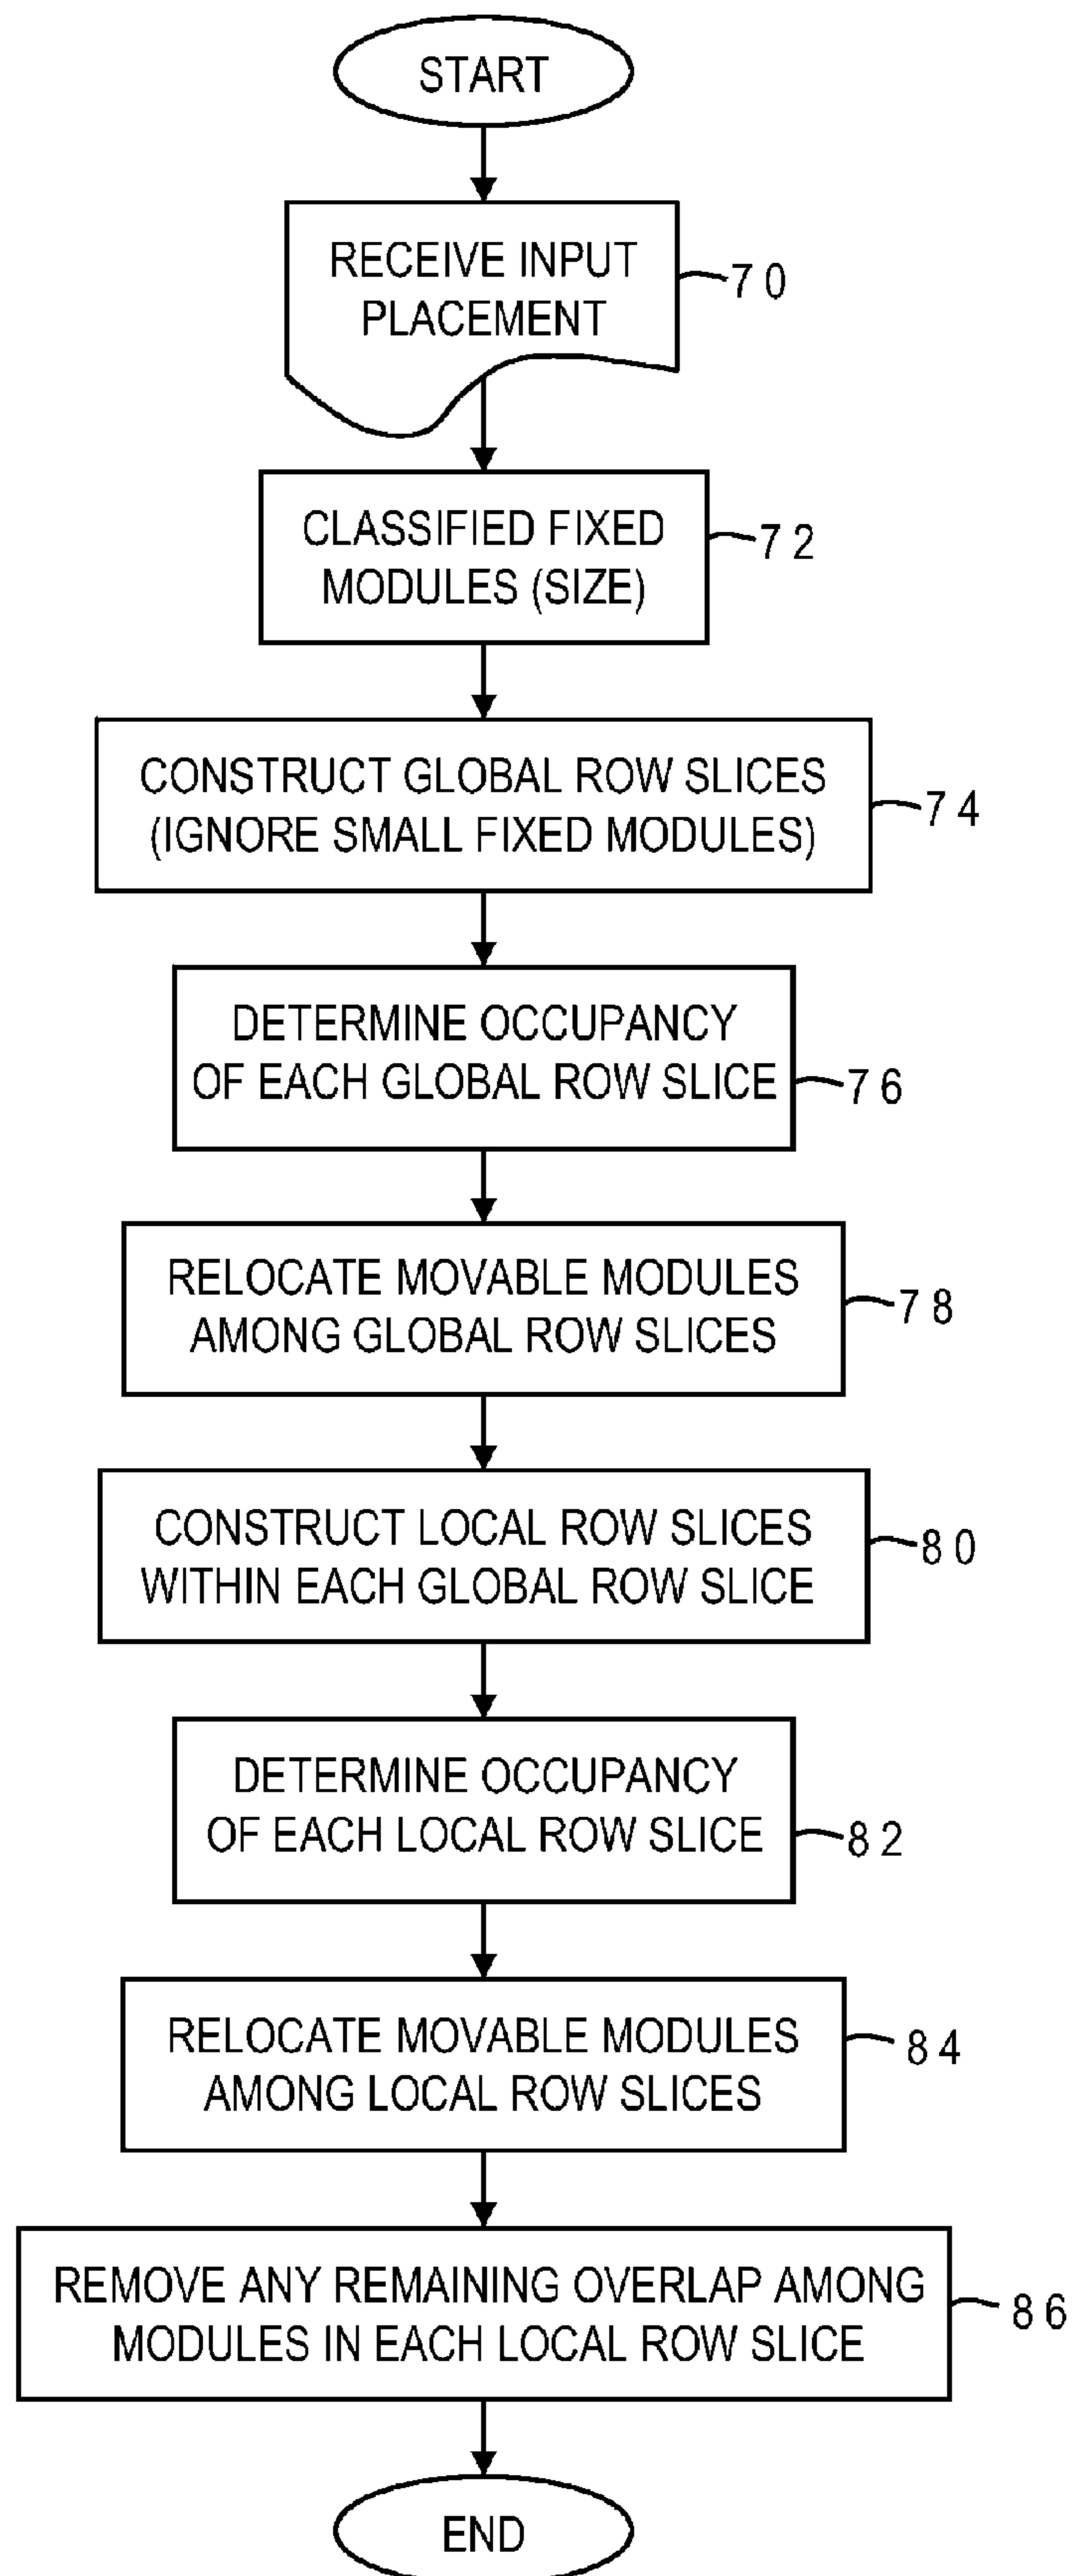 START
RECEIVE INPUT
PLACEMENT
70
CLASSIFIED FIXED
MODULES (SIZE)
72
CONSTRUCT GLOBAL ROW SLICES
(IGNORE SMALL FIXED MODULES)
74
DETERMINE OCCUPANCY
OF EACH GLOBAL ROW SLICE
76
RELOCATE MOVABLE MODULES
AMONG GLOBAL ROW SLICES
78
CONSTRUCT LOCAL ROW SLICES
WITHIN EACH GLOBAL ROW SLICE
80
DETERMINE OCCUPANCY
OF EACH LOCAL ROW SLICE
82
RELOCATE MOVABLE MODULES
AMONG LOCAL ROW SLICES
84
REMOVE ANY REMAINING OVERLAP AMONG
MODULES IN EACH LOCAL ROW SLICE
86
END